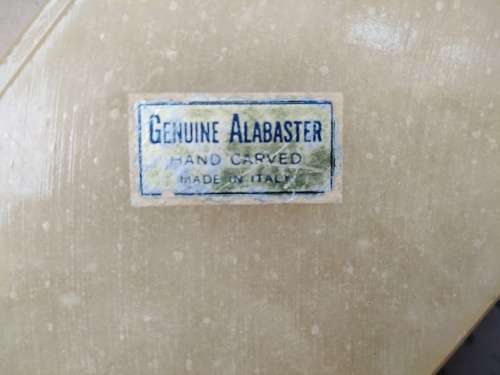 GENUINE ALABASTER
HAND CARVED
MADE IN ITALY